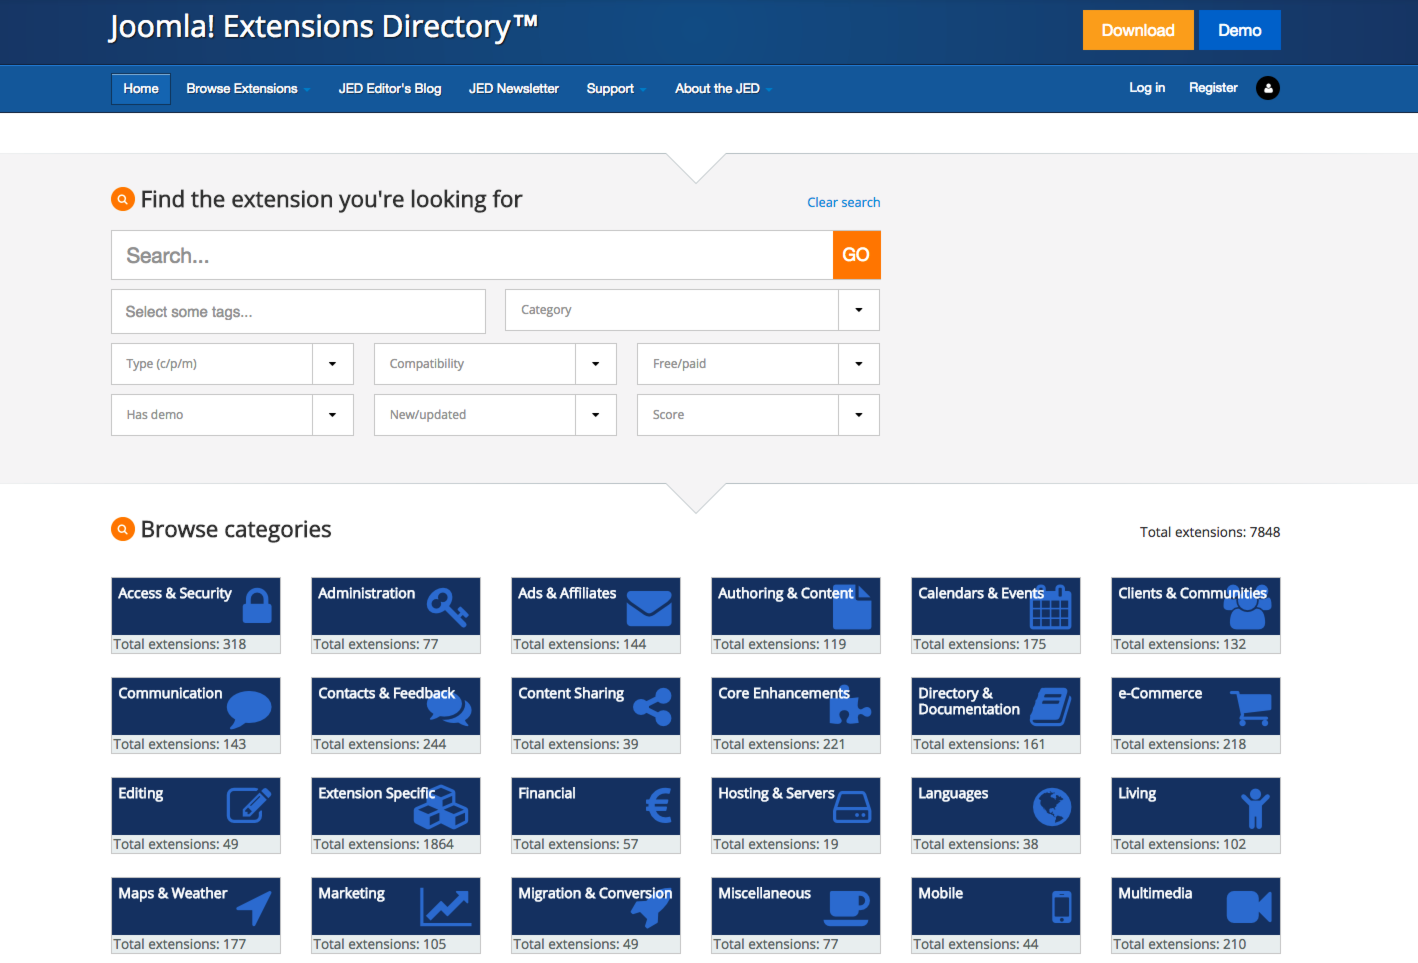 Joomla! Extensions Directory™
Download
Demo
Home
Browse Extensions
JED Editor's Blog
JED Newsletter
Support
About the JED
Log in
Register
Find the extension you're looking for
Clear search
Search...
GO
Select some tags...
Category
Type (c/p/m)
Compatibility
Free/paid
Has demo
New/updated
Score
Browse categories
Total extensions: 7848
Access & Security
Total extensions: 318
Administration
Total extensions: 77
Ads & Affiliates
Total extensions: 144
Authoring & Content
Total extensions: 119
Calendars & Events
Total extensions: 175
Clients & Communities
Total extensions: 132
Communication
Total extensions: 143
Contacts & Feedback
Total extensions: 244
Content Sharing
Total extensions: 39
Core Enhancements
Total extensions: 221
Directory &
Documentation
Total extensions: 161
e-Commerce
Total extensions: 218
Editing
Total extensions: 49
Extension Specific
Total extensions: 1864
Financial
Total extensions: 57
Hosting & Servers
Total extensions: 19
Languages
Total extensions: 38
Living
Total extensions: 102
Maps & Weather
Total extensions: 177
Marketing
Total extensions: 105
Migration & Conversion
Total extensions: 49
Miscellaneous
Total extensions: 77
Mobile
Total extensions: 44
Multimedia
Total extensions: 210